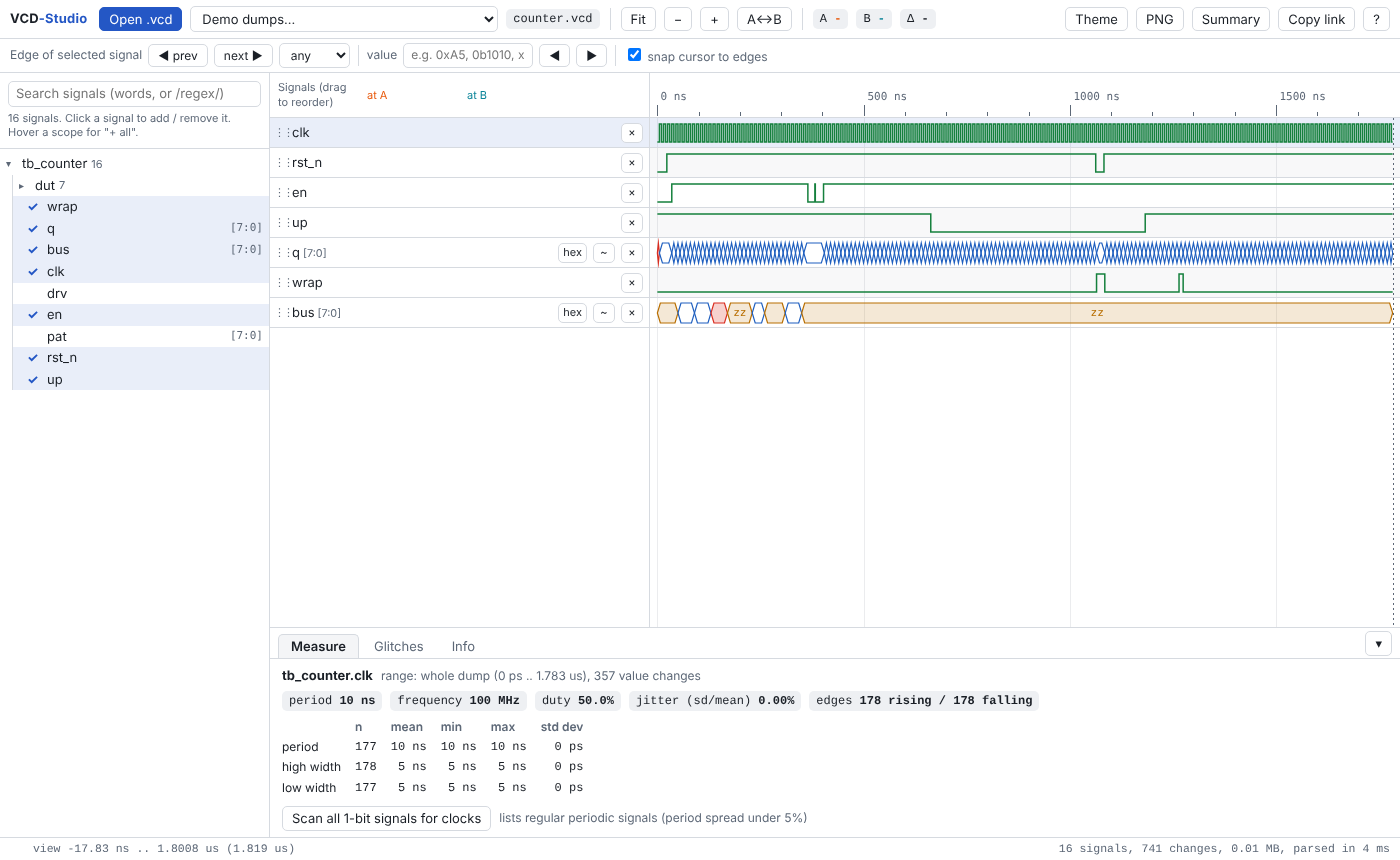 VCD-Studio Open .vcd Demo dumps... counter.vcd Fit − + A↔B A - B - Δ - Theme PNG Summary Copy link ?
Edge of selected signal ◀ prev next ▶ any value e.g. 0xA5, 0b1010, x ◀ ▶ snap cursor to edges
Search signals (words, or /regex/)
16 signals. Click a signal to add / remove it.
Hover a scope for "+ all".
▾ tb_counter 16
▸ dut 7
✓ wrap
✓ q [7:0]
✓ bus [7:0]
✓ clk
drv
✓ en
pat [7:0]
✓ rst_n
✓ up
Signals (drag
to reorder)
at A at B
0 ns 500 ns 1000 ns 1500 ns
clk ×
rst_n ×
en ×
up ×
q [7:0] hex ~ ×
wrap ×
bus [7:0] hex ~ × zz zz
Measure Glitches Info ▼
tb_counter.clk range: whole dump (0 ps .. 1.783 us), 357 value changes
period 10 ns frequency 100 MHz duty 50.0% jitter (sd/mean) 0.00% edges 178 rising / 178 falling
n mean min max std dev
period 177 10 ns 10 ns 10 ns 0 ps
high width 178 5 ns 5 ns 5 ns 0 ps
low width 177 5 ns 5 ns 5 ns 0 ps
Scan all 1-bit signals for clocks lists regular periodic signals (period spread under 5%)
view -17.83 ns .. 1.8008 us (1.819 us) 16 signals, 741 changes, 0.01 MB, parsed in 4 ms